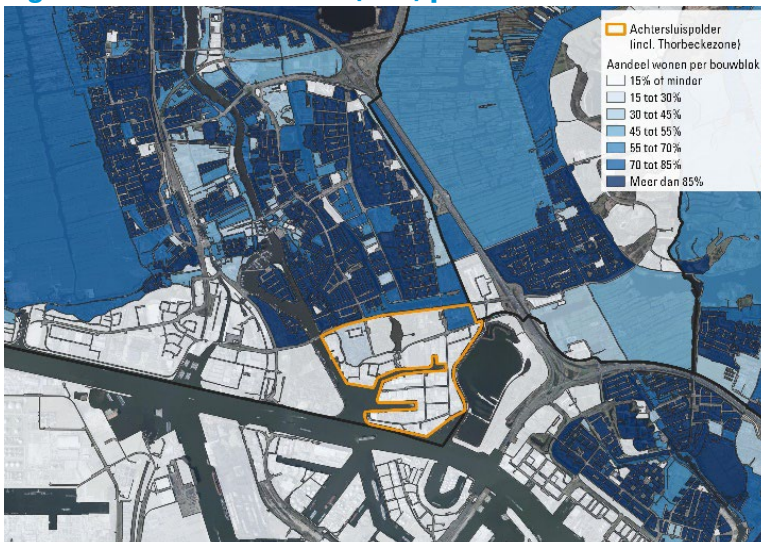 Achtersluispolder
(incl. Thorbeckezone)
Aandeel wonen per bouwblok
15% of minder
15 tot 30%
30 tot 45%
45 tot 55%
55 tot 70%
70 tot 85%
Meer dan 85%